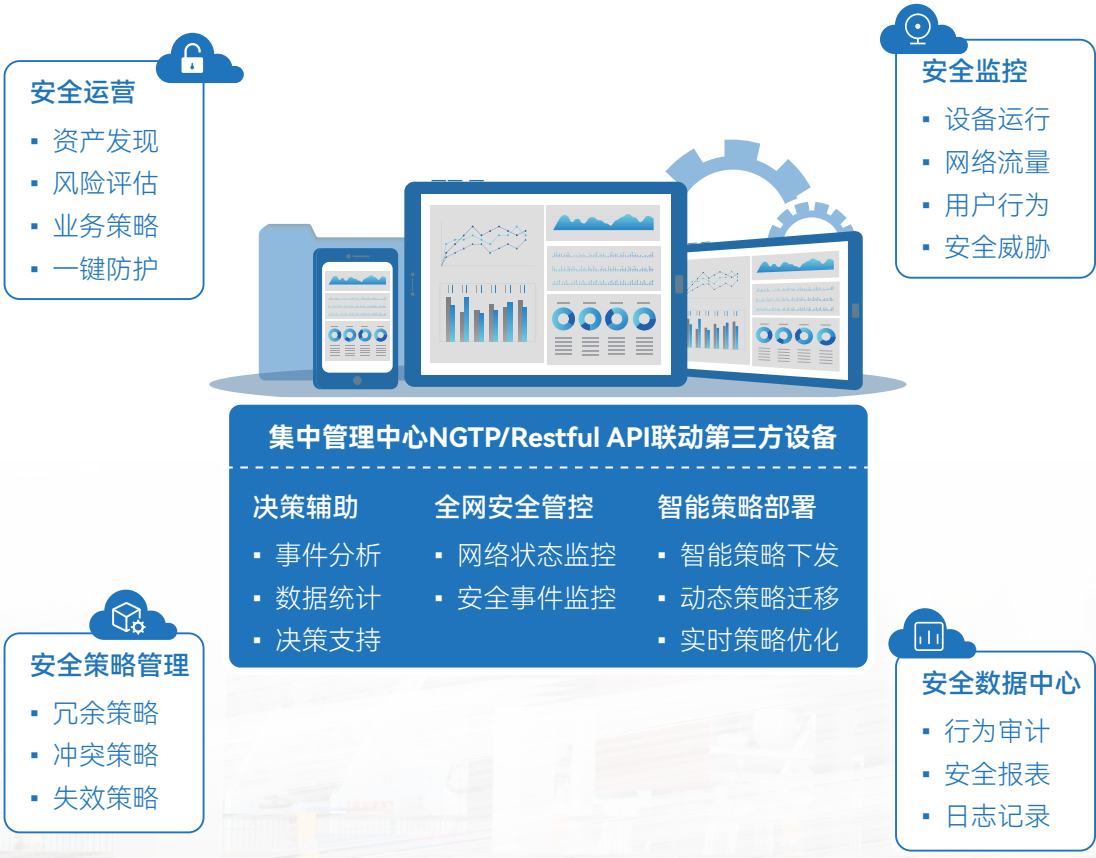 安全运营
▪ 资产发现
▪ 风险评估
▪ 业务策略
▪ 一键防护
安全监控
▪ 设备运行
▪ 网络流量
▪ 用户行为
▪ 安全威胁
集中管理中心NGTP/Restful API联动第三方设备
决策辅助
▪ 事件分析
▪ 数据统计
▪ 决策支持
全网安全管控
▪ 网络状态监控
▪ 安全事件监控
智能策略部署
▪ 智能策略下发
▪ 动态策略迁移
▪ 实时策略优化
安全策略管理
▪ 冗余策略
▪ 冲突策略
▪ 失效策略
安全数据中心
▪ 行为审计
▪ 安全报表
▪ 日志记录